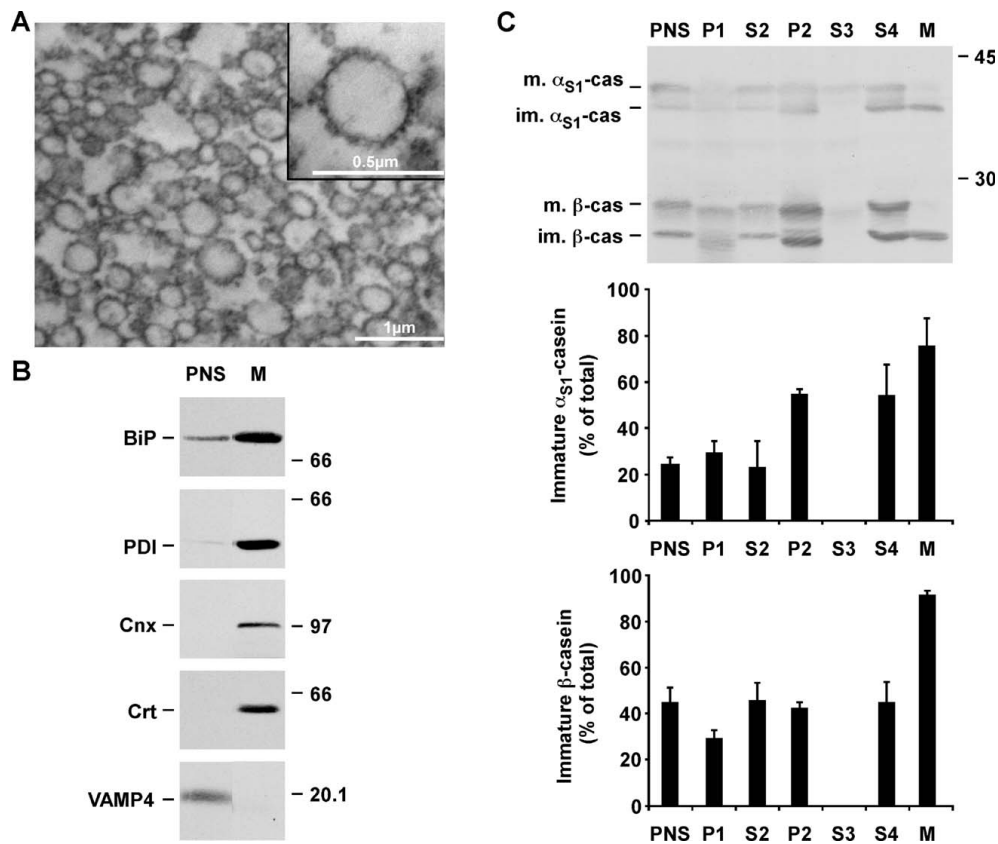 A
0.5µm
1µm
B
PNS M
BiP
66
66
PDI
Cnx
97
66
Crt
VAMP4
20.1
C
PNS P1 S2 P2 S3 S4 M
45
m. αS1-cas
im. αS1-cas
30
m. β-cas
im. β-cas
Immature αS1-casein
(% of total)
100
80
60
40
20
0
PNS P1 S2 P2 S3 S4 M
Immature β-casein
(% of total)
100
80
60
40
20
0
PNS P1 S2 P2 S3 S4 M